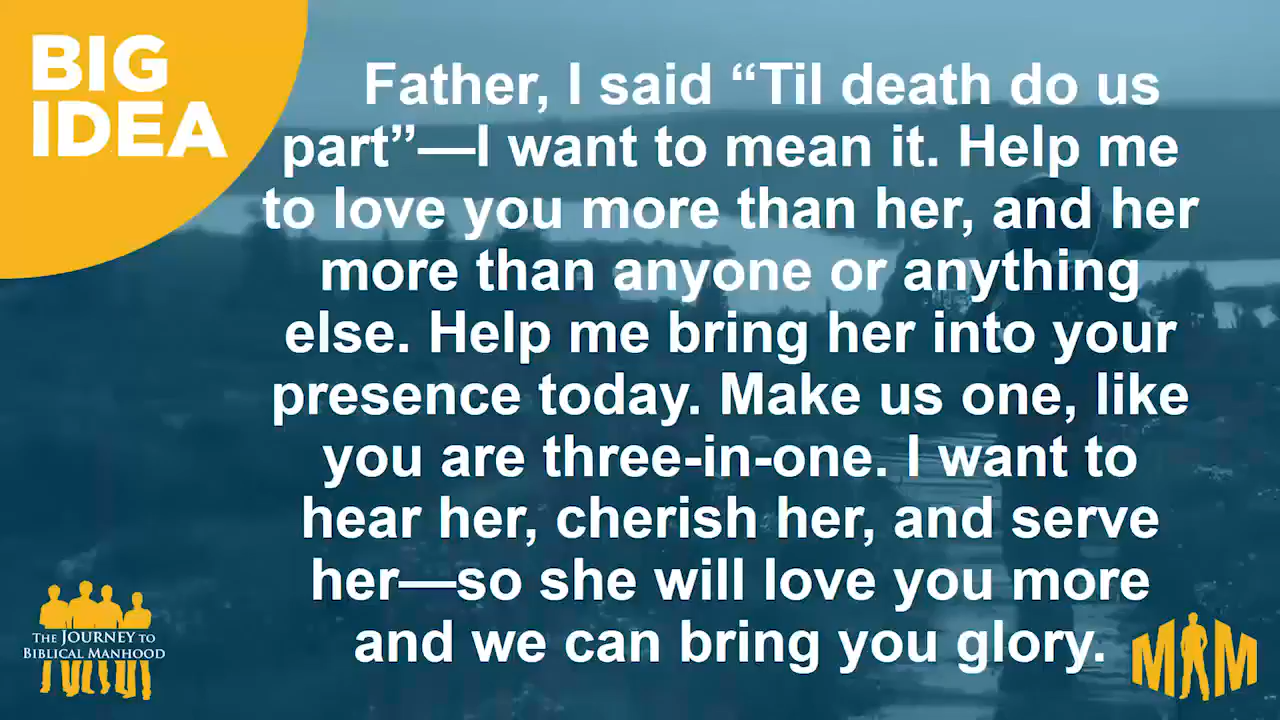 BIG
IDEA
Father, I said “Til death do us
part”—I want to mean it. Help me
to love you more than her, and her
more than anyone or anything
else. Help me bring her into your
presence today. Make us one, like
you are three-in-one. I want to
hear her, cherish her, and serve
her—so she will love you more
and we can bring you glory.
THE JOURNEY TO
BIBLICAL MANHOOD
MIM